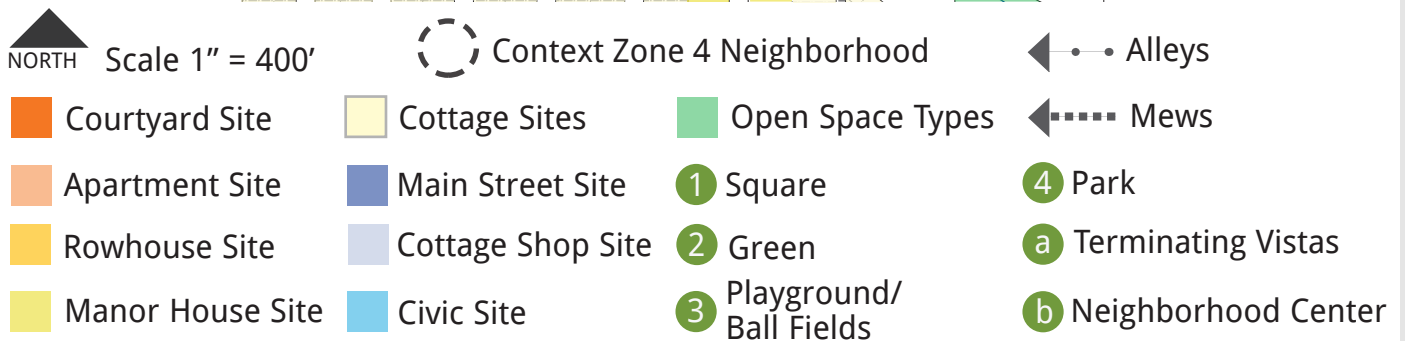 NORTH Scale 1” = 400’ Context Zone 4 Neighborhood Alleys
Courtyard Site Cottage Sites Open Space Types Mews
Apartment Site Main Street Site 1 Square 4 Park
Rowhouse Site Cottage Shop Site 2 Green a Terminating Vistas
Manor House Site Civic Site 3 Playground/
Ball Fields b Neighborhood Center